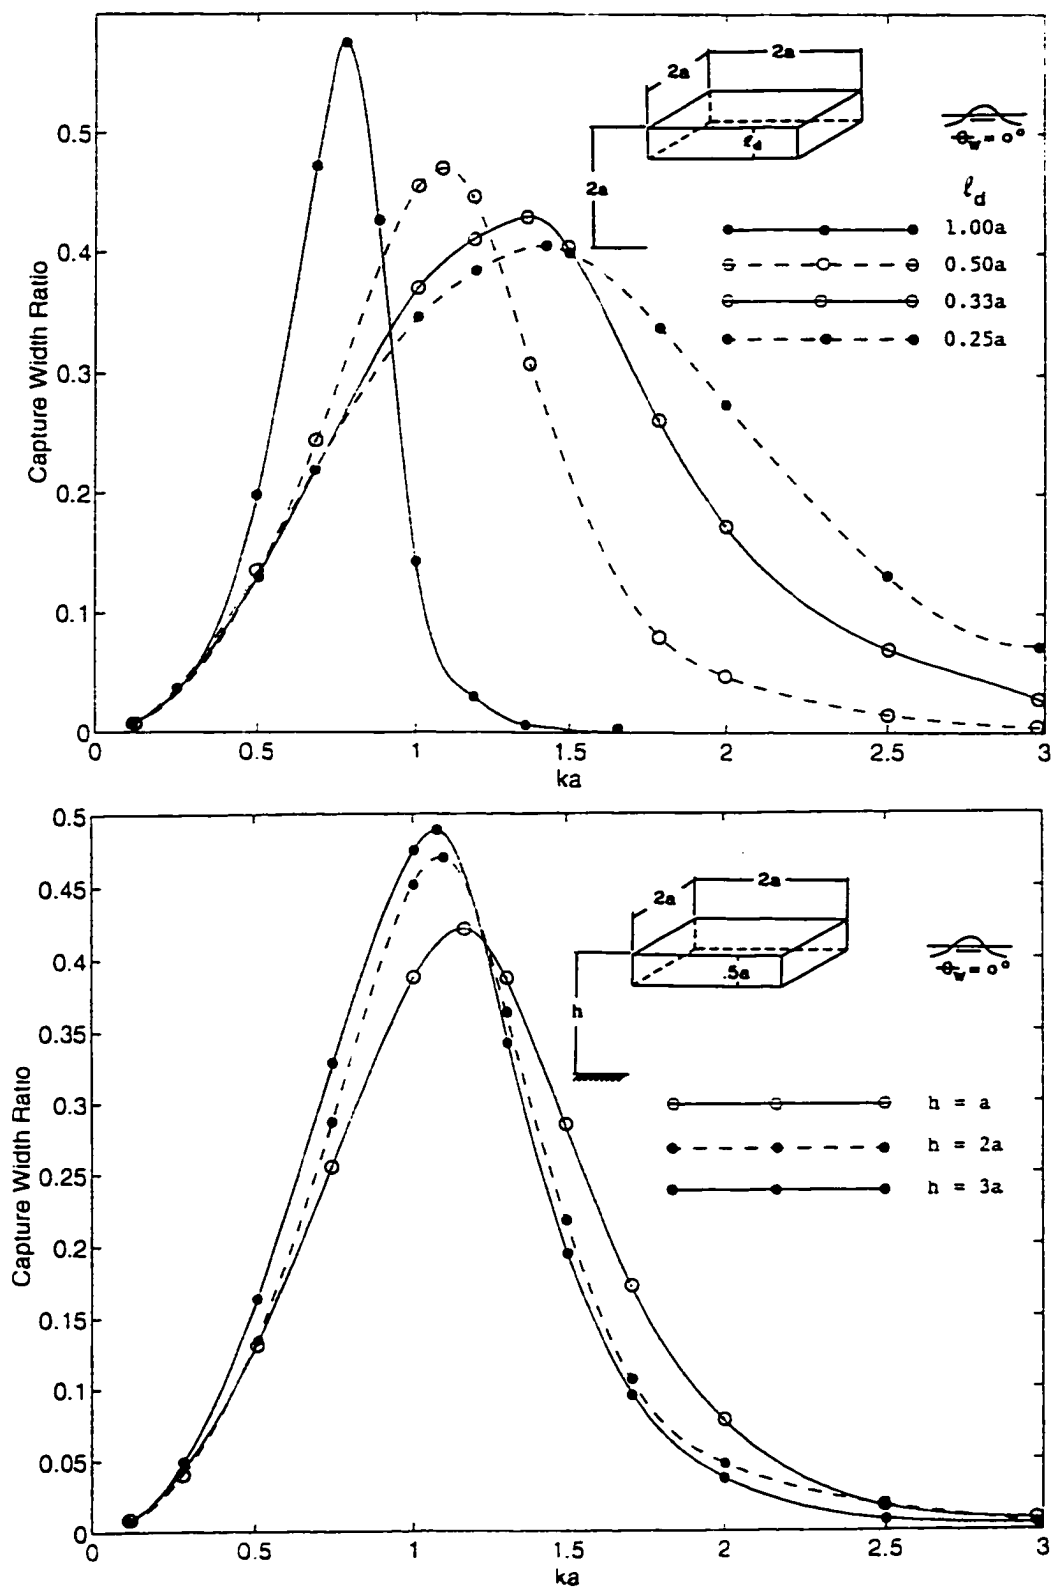 2a
2a
ℓd
2a
θw = 0°
ℓd
1.00a
0.50a
0.33a
0.25a
Capture Width Ratio
0.5
0.4
0.3
0.2
0.1
0
0 0.5 1 1.5 2 2.5 3
ka
0.5
0.45
0.4
0.35
0.3
0.25
0.2
0.15
0.1
0.05
0
Capture Width Ratio
2a
2a
.5a
h
θw = 0°
h = a
h = 2a
h = 3a
0 0.5 1 1.5 2 2.5 3
ka